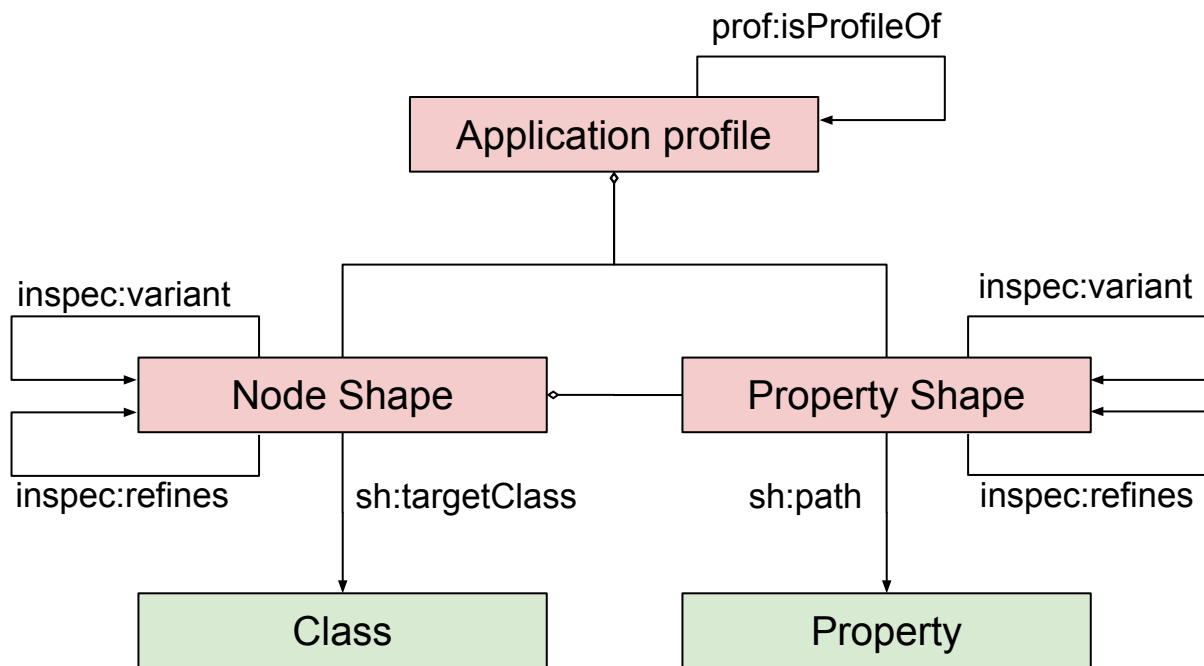 prof:isProfileOf
Application profile
inspec:variant
inspec:variant
Node Shape
Property Shape
inspec:refines
sh:targetClass
sh:path
inspec:refines
Class
Property